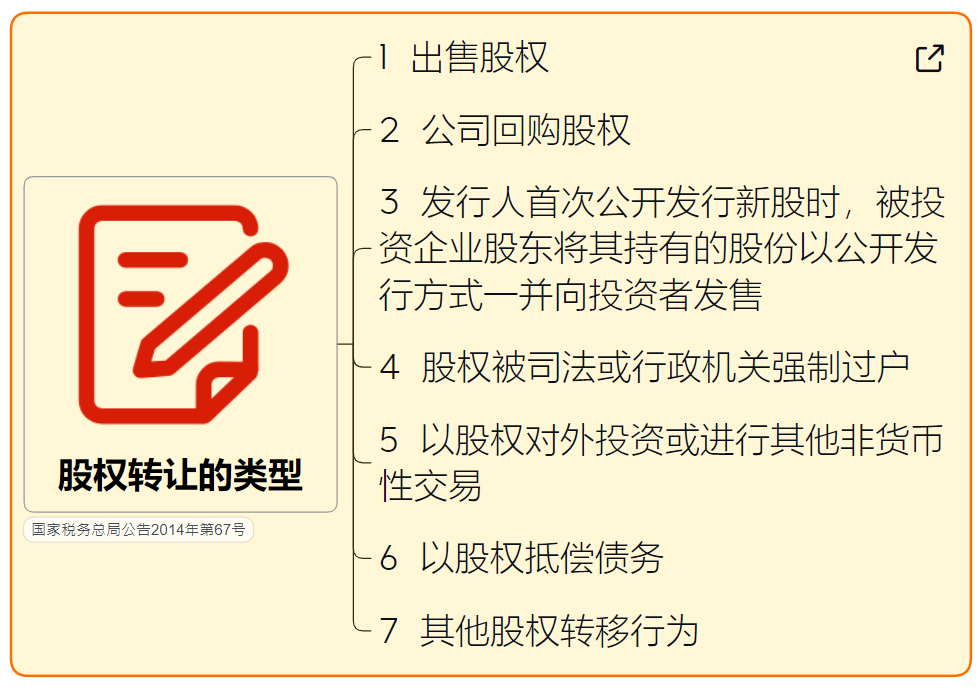 股权转让的类型
国家税务总局公告2014年第67号
1 出售股权
2 公司回购股权
3 发行人首次公开发行新股时，被投
资企业股东将其持有的股份以公开发
行方式一并向投资者发售
4 股权被司法或行政机关强制过户
5 以股权对外投资或进行其他非货币
性交易
6 以股权抵偿债务
7 其他股权转移行为